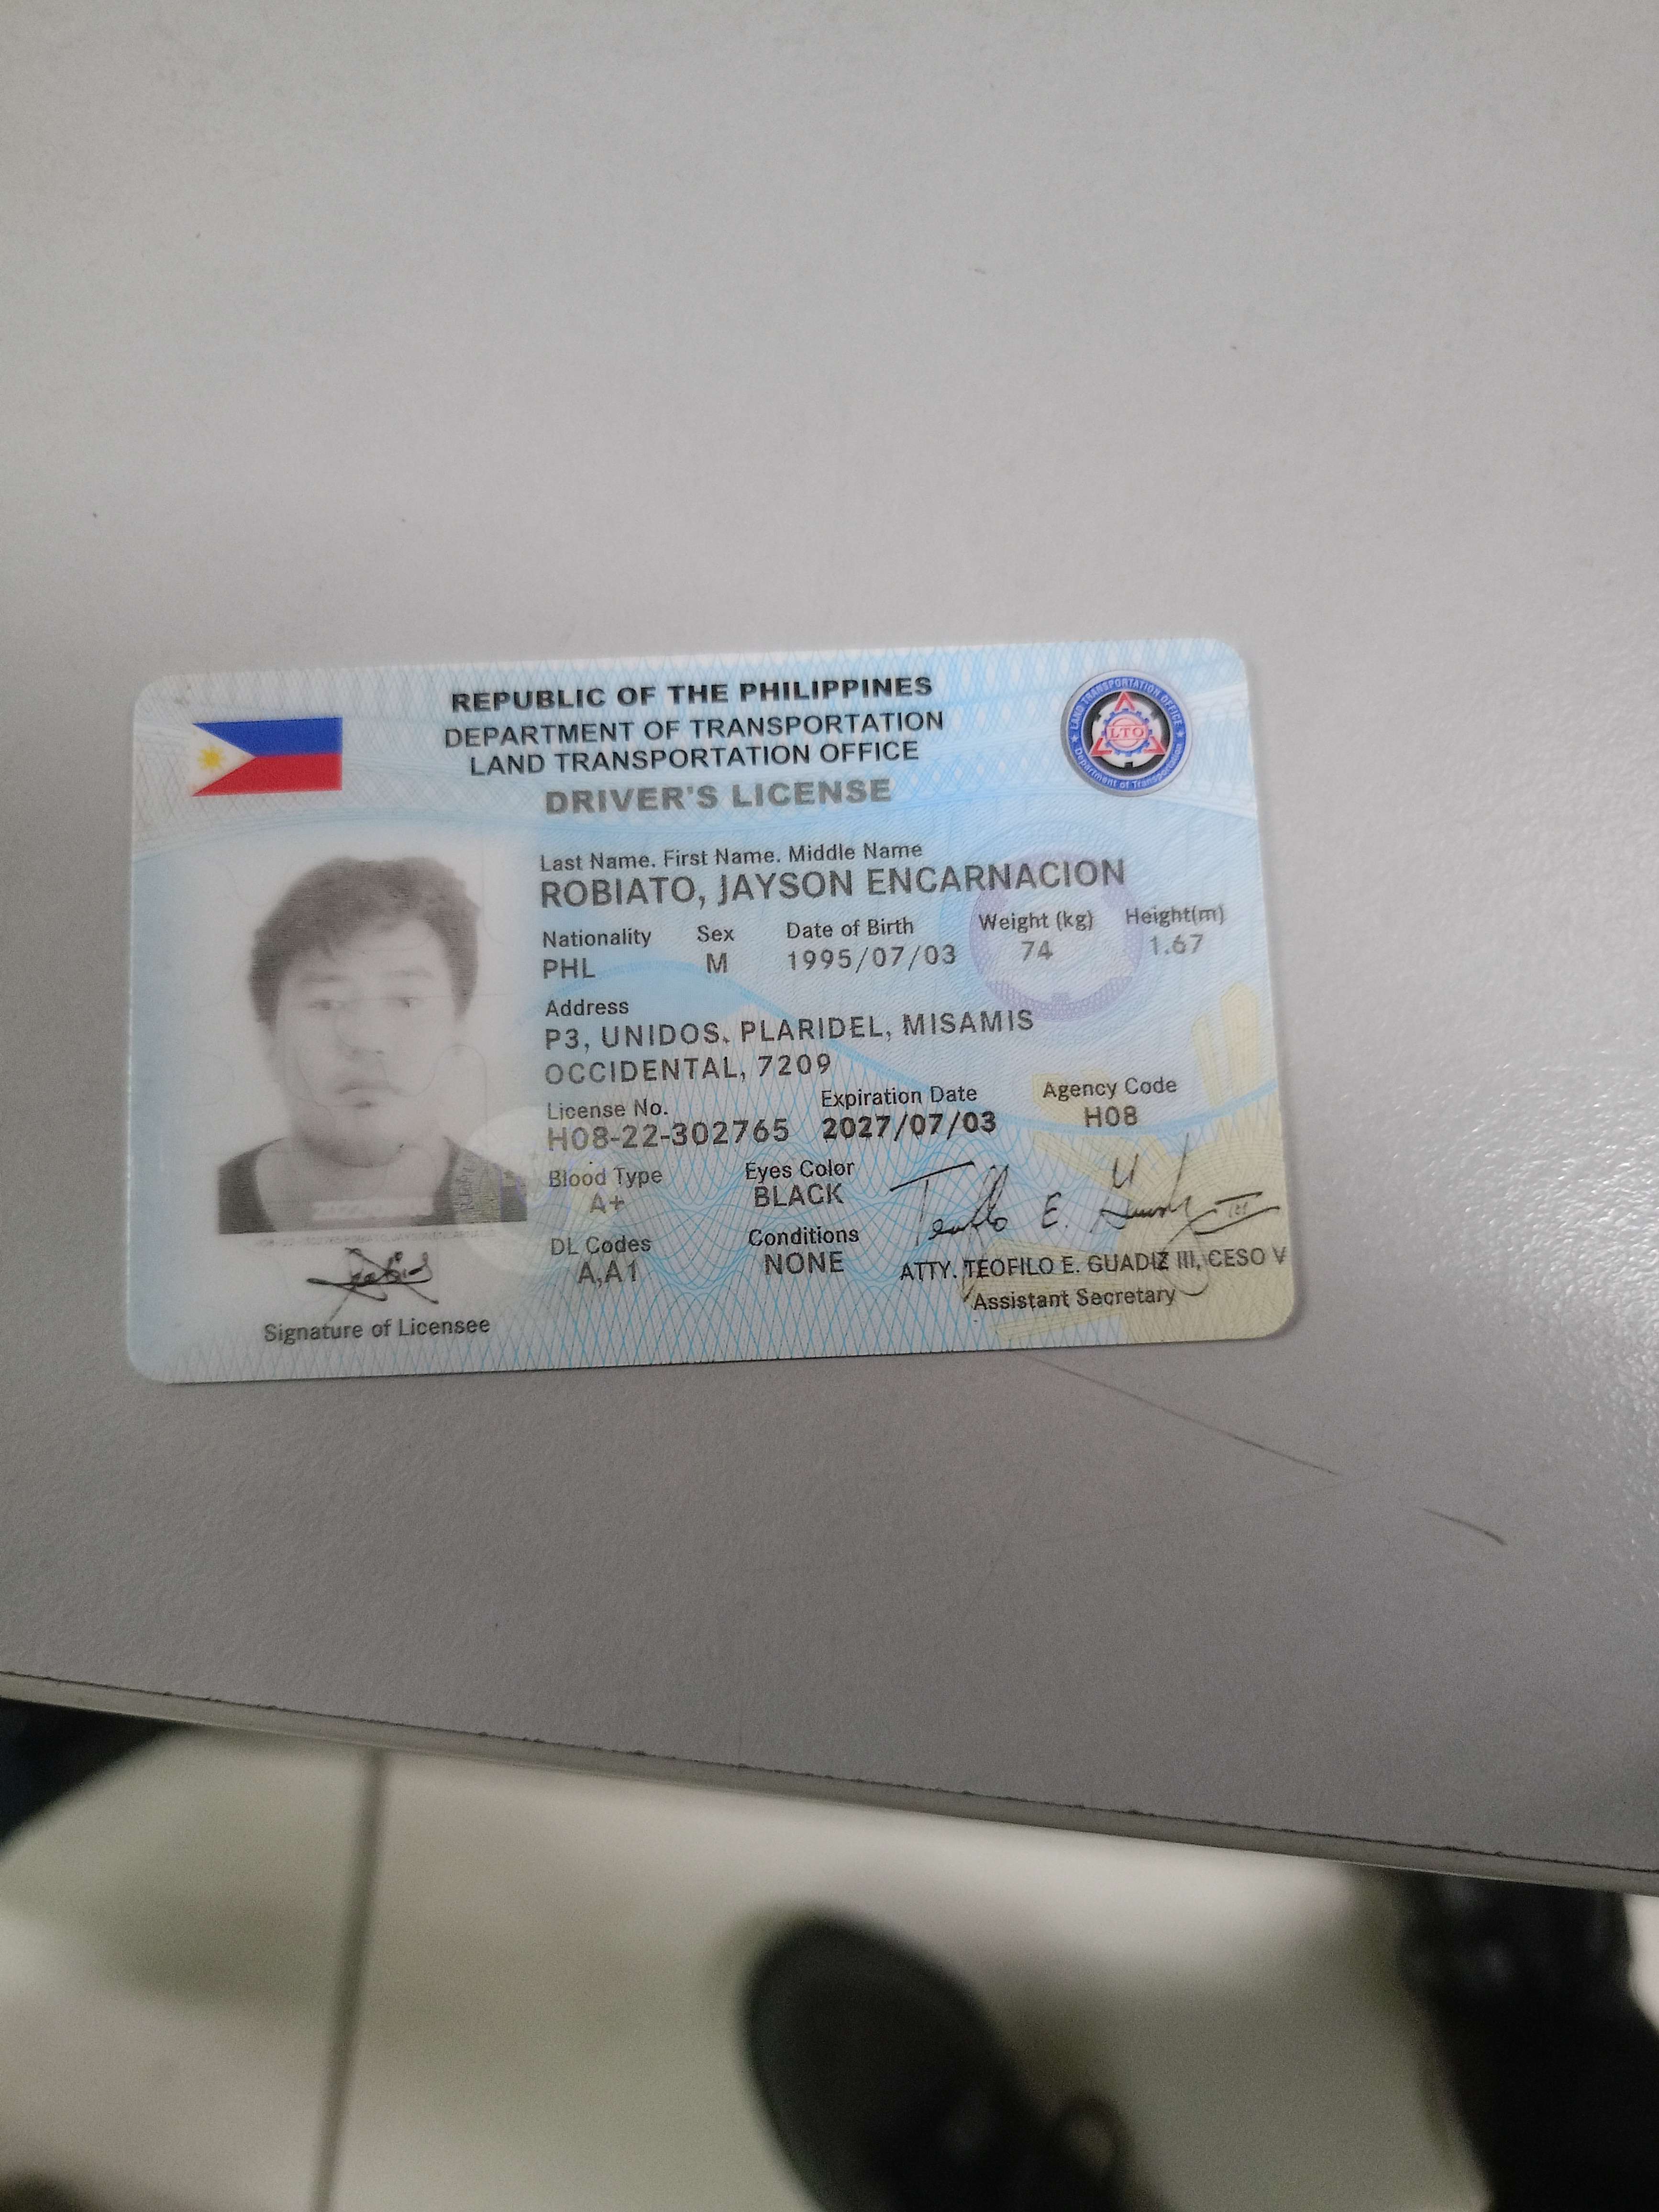 REPUBLIC OF THE PHILIPPINES
DEPARTMENT OF TRANSPORTATION
LAND TRANSPORTATION OFFICE
DRIVER'S LICENSE
LAND TRANSPORTATION OFFICE
LTO
Department of Transportation
Last Name. First Name. Middle Name
ROBIATO, JAYSON ENCARNACION
Nationality Sex Date of Birth Weight (kg) Height(m)
PHL M 1995/07/03 74 1.67
Address
P3, UNIDOS, PLARIDEL, MISAMIS
OCCIDENTAL, 7209
License No. Expiration Date Agency Code
H08-22-302765 2027/07/03 H08
Blood Type Eyes Color
A+ BLACK
DL Codes Conditions
A,A1 NONE
Teofilo E.
ATTY. TEOFILO E. GUADIZ III, CESO V
Assistant Secretary
Signature of Licensee